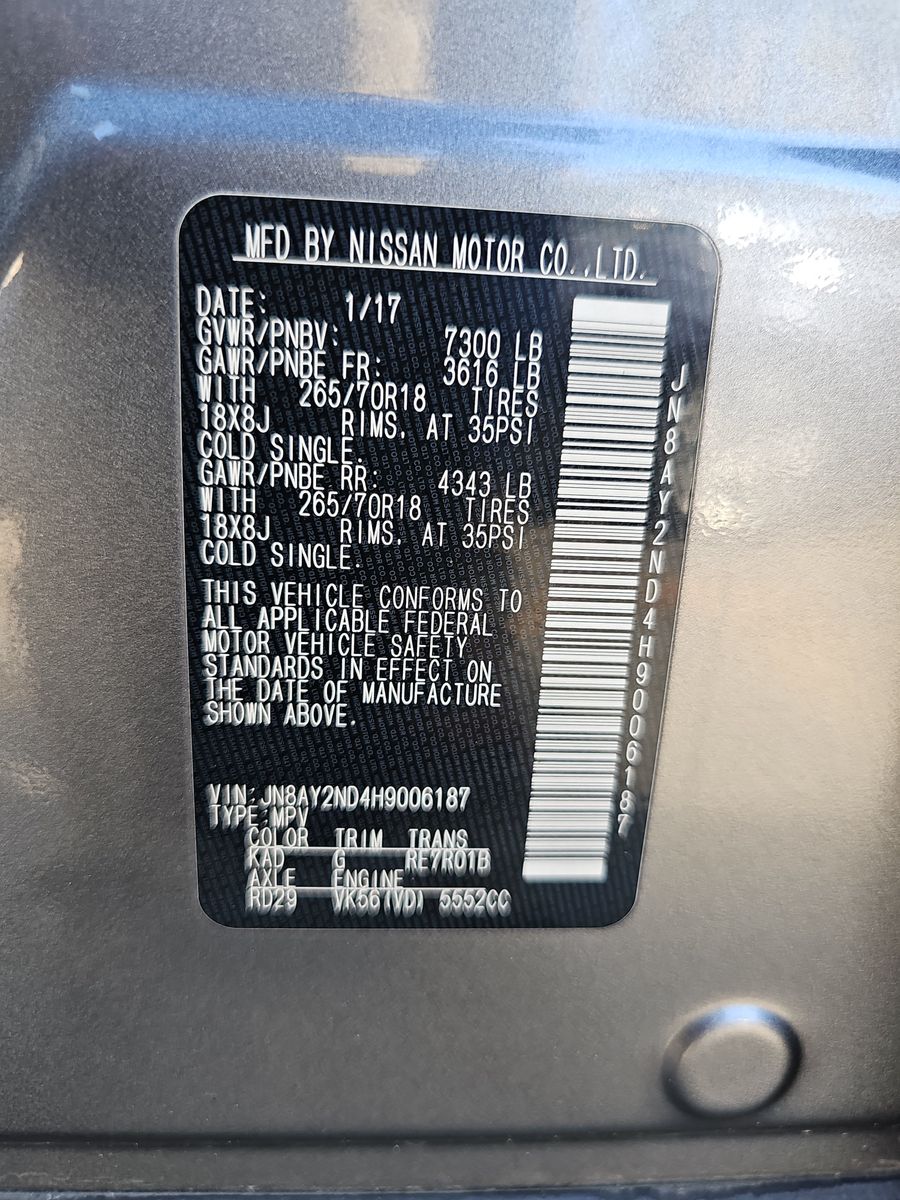 MFD BY NISSAN MOTOR CO.,LTD.
DATE: 1/17
GVWR/PNBV: 7300 LB
GAWR/PNBE FR: 3616 LB
WITH 265/70R18 TIRES
18X8J RIMS. AT 35PSI
COLD SINGLE.
GAWR/PNBE RR: 4343 LB
WITH 265/70R18 TIRES
18X8J RIMS. AT 35PSI
COLD SINGLE.
THIS VEHICLE CONFORMS TO
ALL APPLICABLE FEDERAL
MOTOR VEHICLE SAFETY
STANDARDS IN EFFECT ON
THE DATE OF MANUFACTURE
SHOWN ABOVE.
VIN:JN8AY2ND4H9006187
TYPE:MPV
COLOR TRIM TRANS
KAD G RE7R01B
AXLE ENGINE
RD29 VK56(VD) 5552CC
JN8AY2ND4H9006187